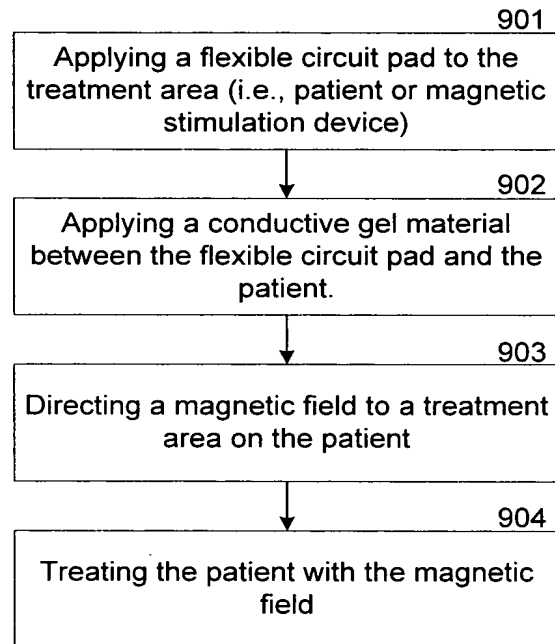 901
Applying a flexible circuit pad to the
treatment area (i.e., patient or magnetic
stimulation device)
902
Applying a conductive gel material
between the flexible circuit pad and the
patient.
903
Directing a magnetic field to a treatment
area on the patient
904
Treating the patient with the magnetic
field